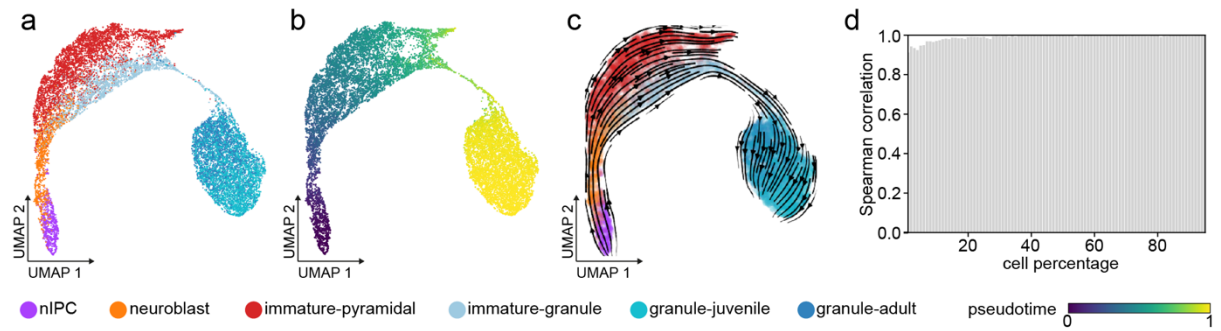 a
b
c
d
UMAP 2
UMAP 1
UMAP 2
UMAP 1
UMAP 2
UMAP 1
Spearman correlation
1.0
0.8
0.6
0.4
0.2
0.0
20 40 60 80
cell percentage
nIPC neuroblast immature-pyramidal immature-granule granule-juvenile granule-adult pseudotime
0 1